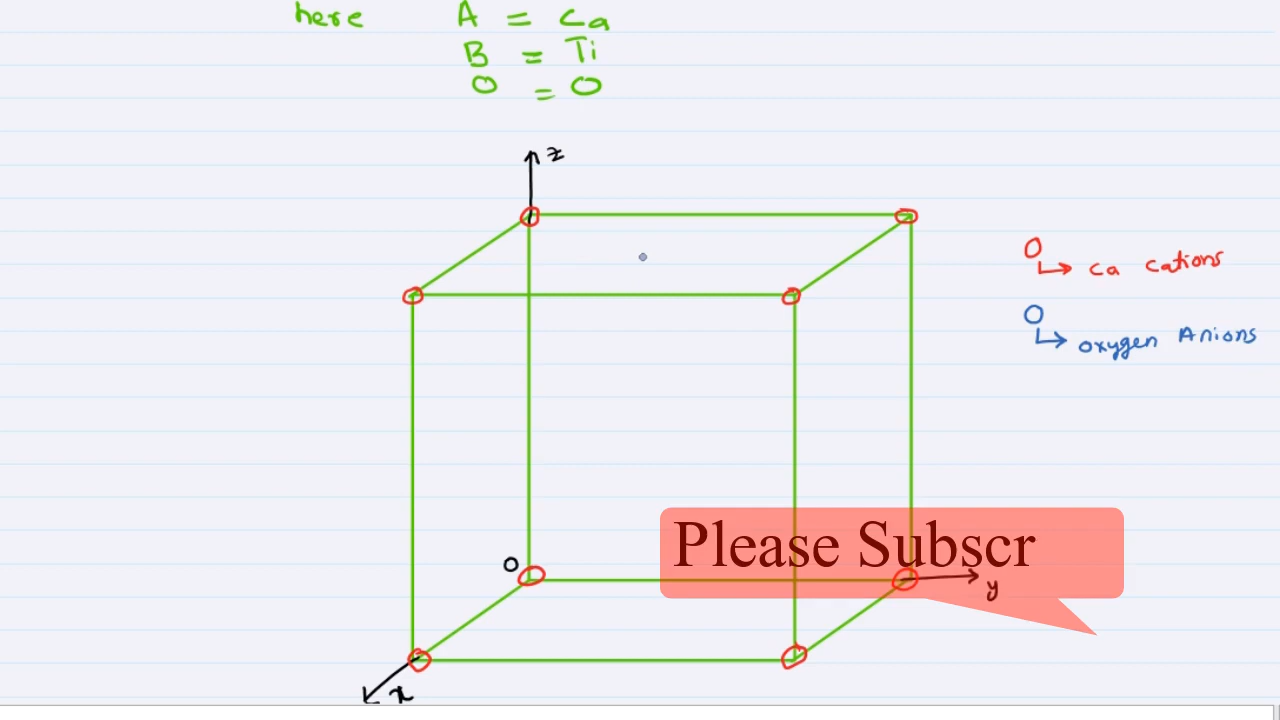 here A = Ca
B = Ti
O = O
z
Ca Cations
oxygen Anions
Please Subscr
O
y
x